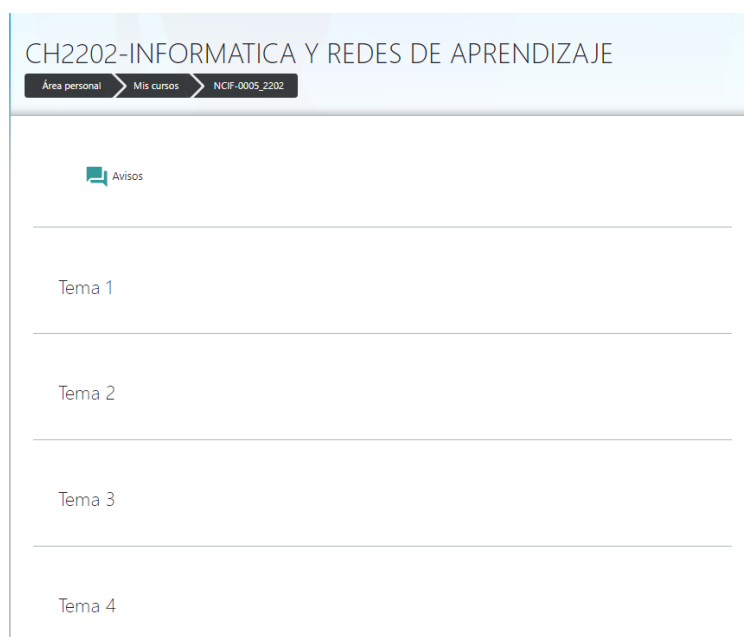 CH2202-INFORMATICA Y REDES DE APRENDIZAJE
Área personal Mis cursos NCIF-0005_2202
Avisos
Tema 1
Tema 2
Tema 3
Tema 4